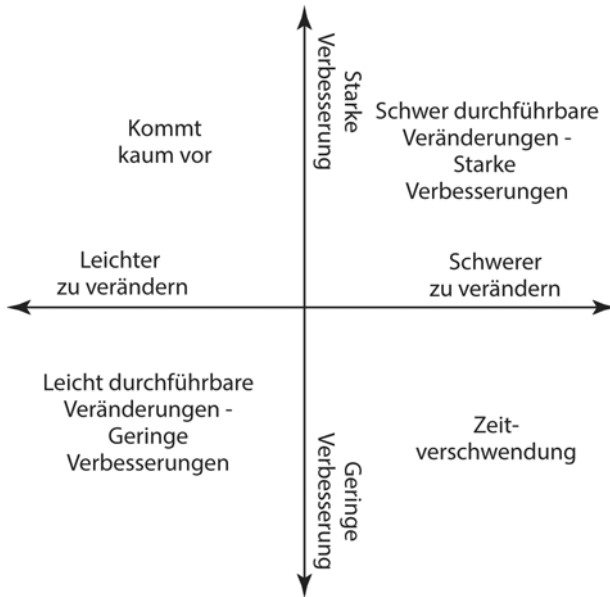 Starke
Verbesserung
Kommt
kaum vor
Schwer durchführbare
Veränderungen -
Starke
Verbesserungen
Leichter
zu verändern
Schwerer
zu verändern
Leicht durchführbare
Veränderungen -
Geringe
Verbesserungen
Geringe
Verbesserung
Zeit-
verschwendung